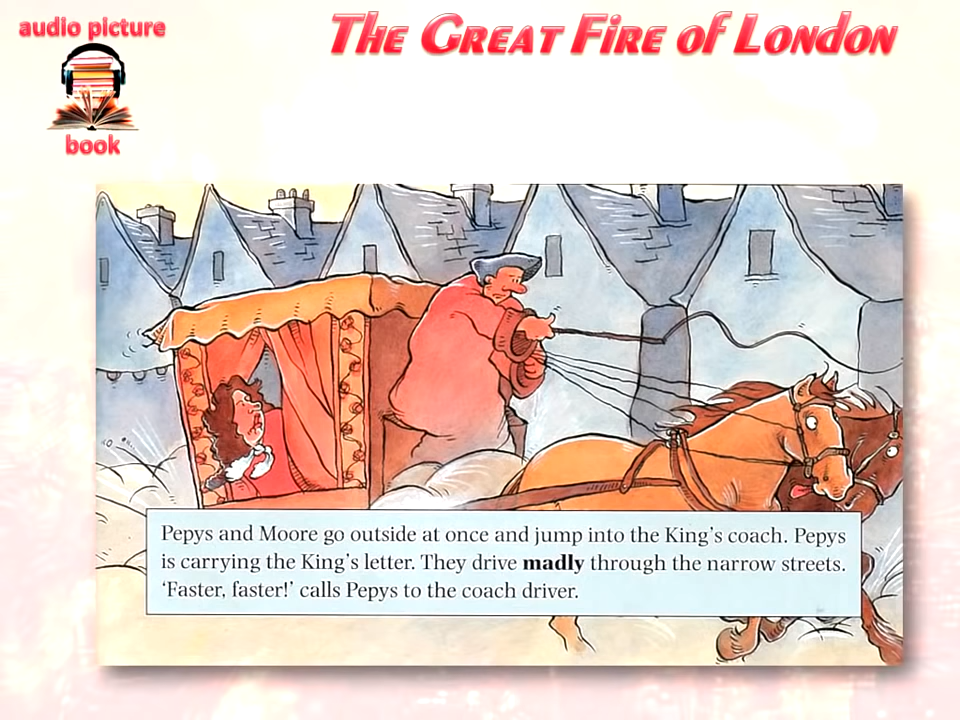 audio picture
book
The Great Fire of London
Pepys and Moore go outside at once and jump into the King's coach. Pepys
is carrying the King's letter. They drive madly through the narrow streets.
‘Faster, faster!’ calls Pepys to the coach driver.